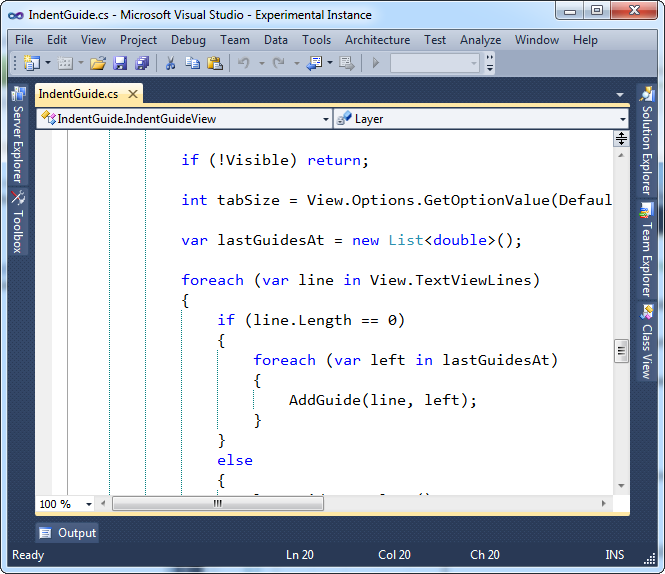 IndentGuide.cs - Microsoft Visual Studio - Experimental Instance
File Edit View Project Debug Team Data Tools Architecture Test Analyze Window Help
IndentGuide.cs
IndentGuide.IndentGuideView Layer
Server Explorer
Toolbox
if (!Visible) return;
int tabSize = View.Options.GetOptionValue(Defaul
var lastGuidesAt = new List<double>();
foreach (var line in View.TextViewLines)
{
if (line.Length == 0)
{
foreach (var left in lastGuidesAt)
{
AddGuide(line, left);
}
}
else
{
Solution Explorer
Team Explorer
Class View
100 %
Output
Ready Ln 20 Col 20 Ch 20 INS